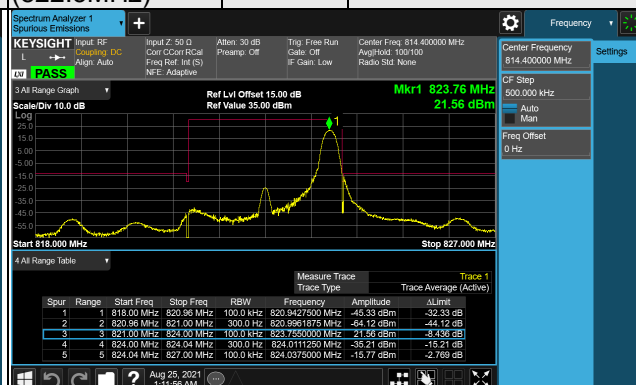 (822.5MHz)
Spectrum Analyzer 1
Spurious Emissions
Frequency
KEYSIGHT
L
LXI
PASS
Input: RF
Coupling: DC
Align: Auto
Input Z: 50 Ω
Corr CCorr RCal
Freq Ref: Int (S)
NFE: Adaptive
Atten: 30 dB
Preamp: Off
Trig: Free Run
Gate: Off
IF Gain: Low
Center Freq: 814.400000 MHz
Avg|Hold: 100/100
Radio Std: None
Center Frequency
814.400000 MHz
Settings
CF Step
500.000 kHz
Auto
Man
Freq Offset
0 Hz
3 All Range Graph
Scale/Div 10.0 dB
Ref Lvl Offset 15.00 dB
Ref Value 35.00 dBm
Mkr1 823.76 MHz
21.56 dBm
Log
25.0
15.0
5.00
-5.00
-15.0
-25.0
-35.0
-45.0
-55.0
1
Start 818.000 MHz
Stop 827.000 MHz
4 All Range Table
Measure Trace Trace 1
Trace Type Trace Average (Active)
Spur Range Start Freq Stop Freq RBW Frequency Amplitude ΔLimit
1 1 818.00 MHz 820.96 MHz 100.0 kHz 820.9427500 MHz -45.33 dBm -32.33 dB
2 2 820.96 MHz 821.00 MHz 300.0 Hz 820.9961875 MHz -64.12 dBm -44.12 dB
3 3 821.00 MHz 824.00 MHz 100.0 kHz 823.7550000 MHz 21.56 dBm -8.436 dB
4 4 824.00 MHz 824.04 MHz 300.0 Hz 824.0111250 MHz -35.21 dBm -15.21 dB
5 5 824.04 MHz 827.00 MHz 100.0 kHz 824.0375000 MHz -15.77 dBm -2.769 dB
?
Aug 25, 2021
1:11:56 AM